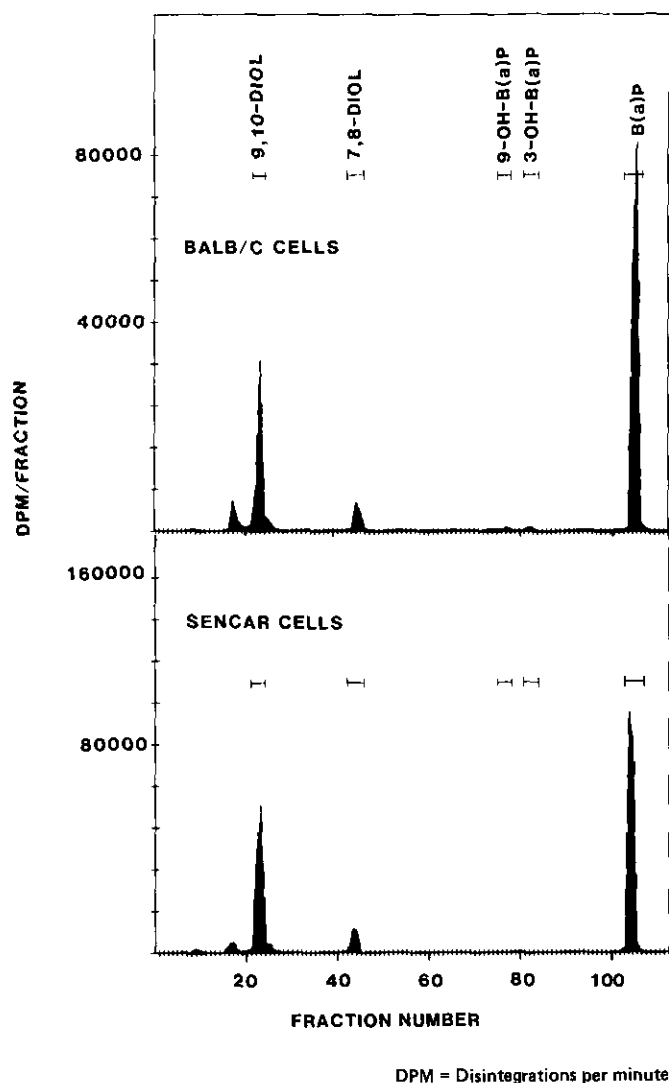 9,10-DIOL
7,8-DIOL
9-OH-B(a)P
3-OH-B(a)P
B(a)P
80000
BALB/C CELLS
40000
DPM/FRACTION
160000
SENCAR CELLS
80000
20
40
60
80
100
FRACTION NUMBER
DPM = Disintegrations per minute